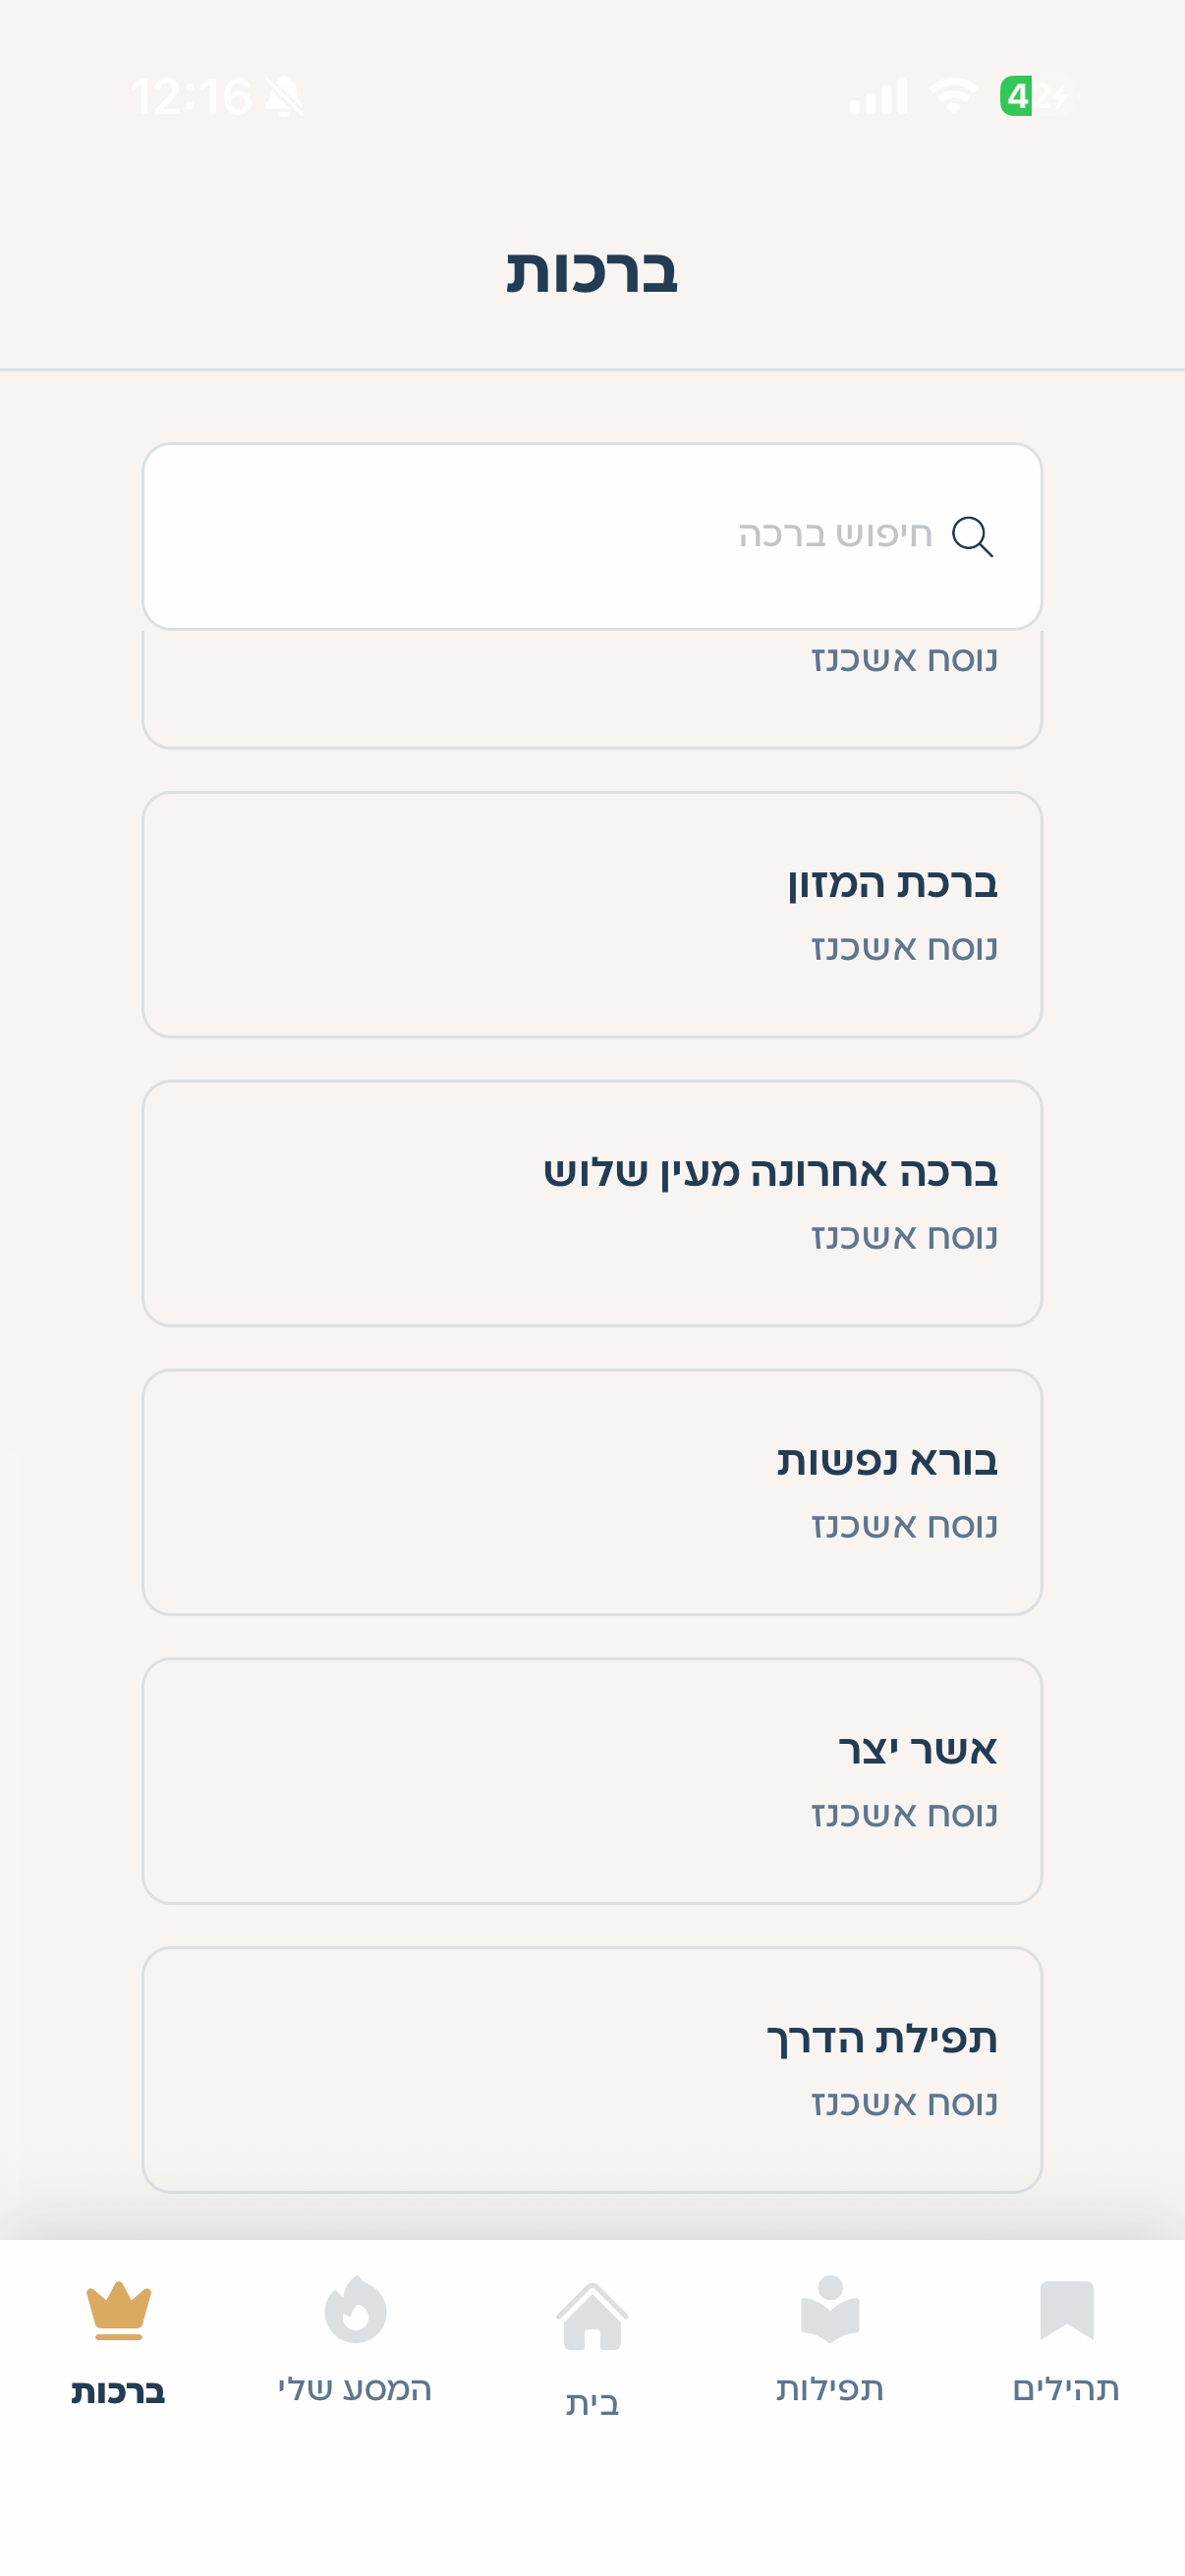 12:16
42
ברכות
חיפוש ברכה
נוסח אשכנז
ברכת המזון
נוסח אשכנז
ברכה אחרונה מעין שלוש
נוסח אשכנז
בורא נפשות
נוסח אשכנז
אשר יצר
נוסח אשכנז
תפילת הדרך
נוסח אשכנז
תהילים תפילות בית המסע שלי ברכות